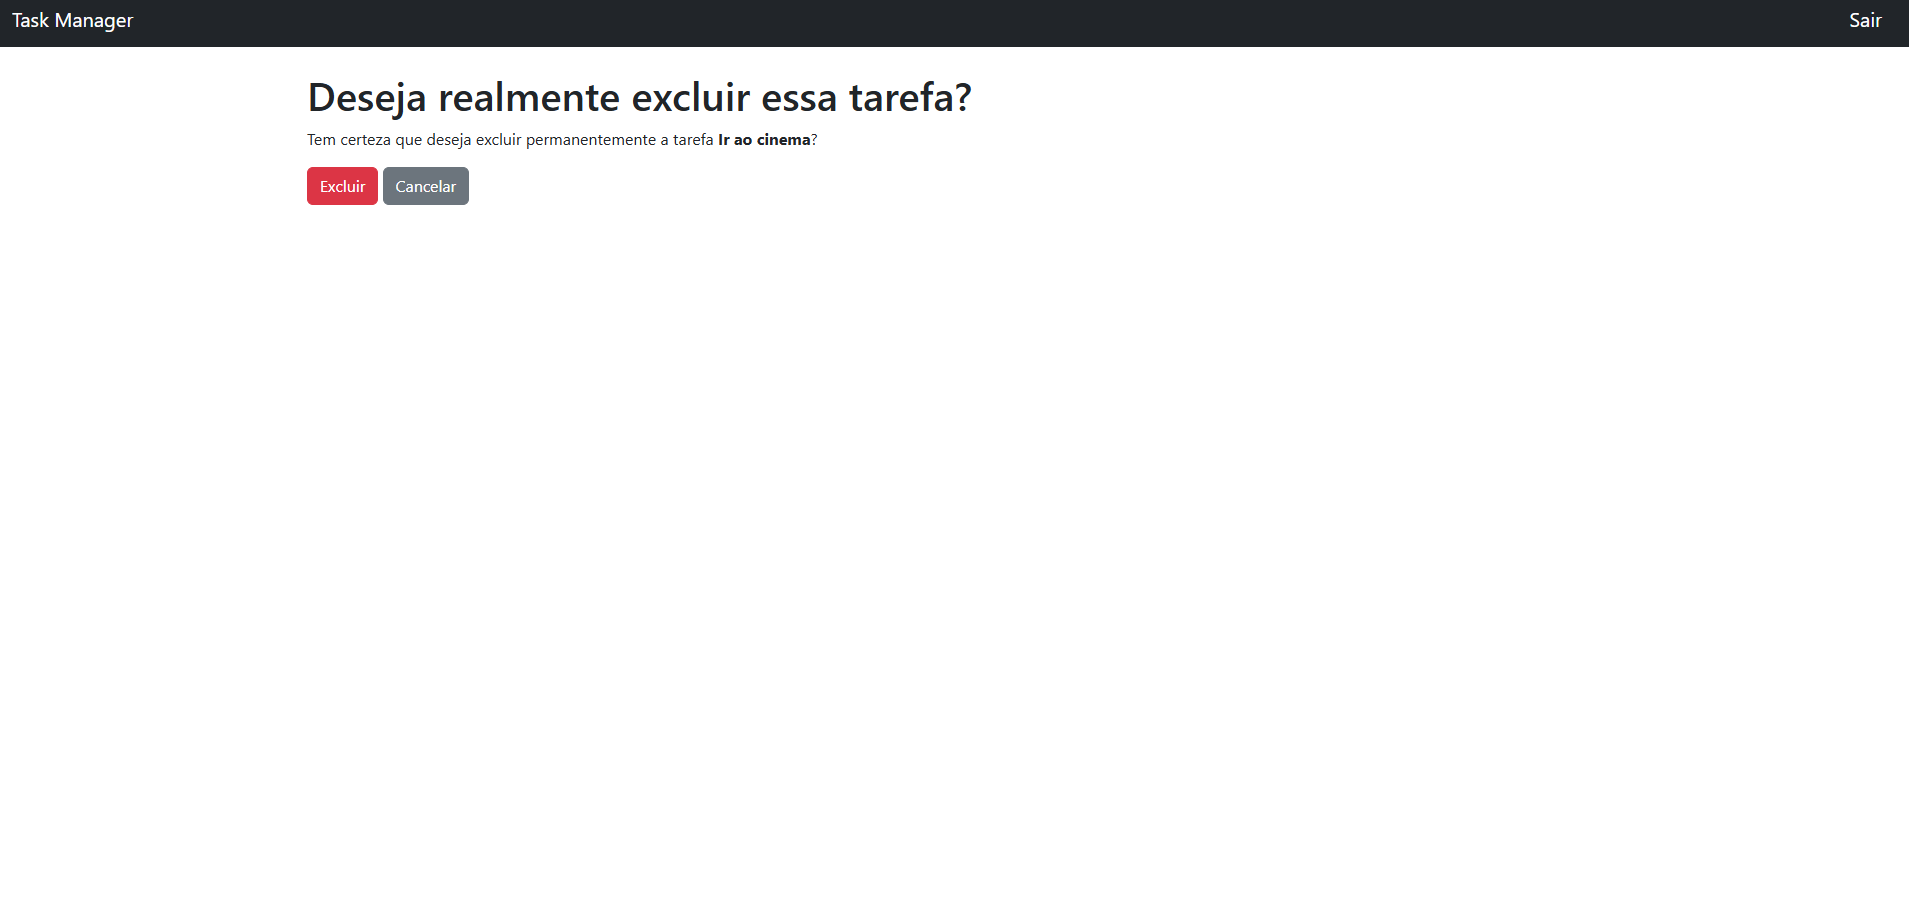 Task Manager
Sair
Deseja realmente excluir essa tarefa?
Tem certeza que deseja excluir permanentemente a tarefa Ir ao cinema?
Excluir
Cancelar